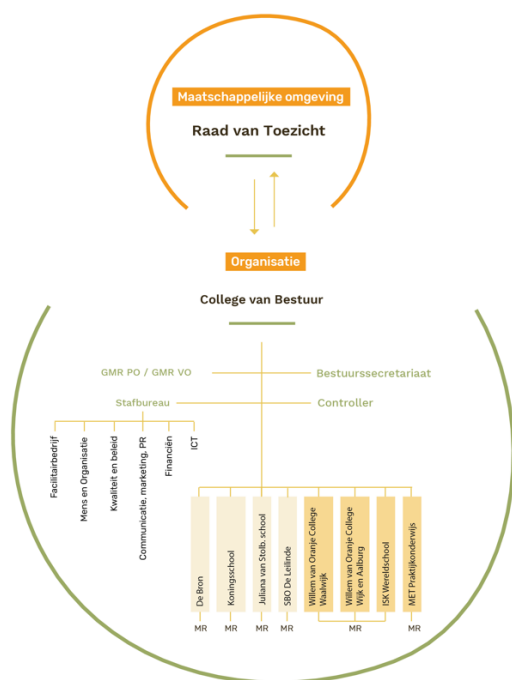 Maatschappelijke omgeving
Raad van Toezicht
Organisatie
College van Bestuur
GMR PO / GMR VO
Bestuurssecretariaat
Stafbureau
Controller
Facilitairbedrijf
Mens en Organisatie
Kwaliteit en beleid
Communicatie, marketing, PR
Financiën
ICT
De Bron
Koningsschool
Juliana van Stolb. school
SBO De Leilinde
Willem van Oranje College
Waalwijk
Willem van Oranje College
Wijk en Aalburg
ISK Wereldschool
MET Praktijkonderwijs
MR
MR
MR
MR
MR
MR